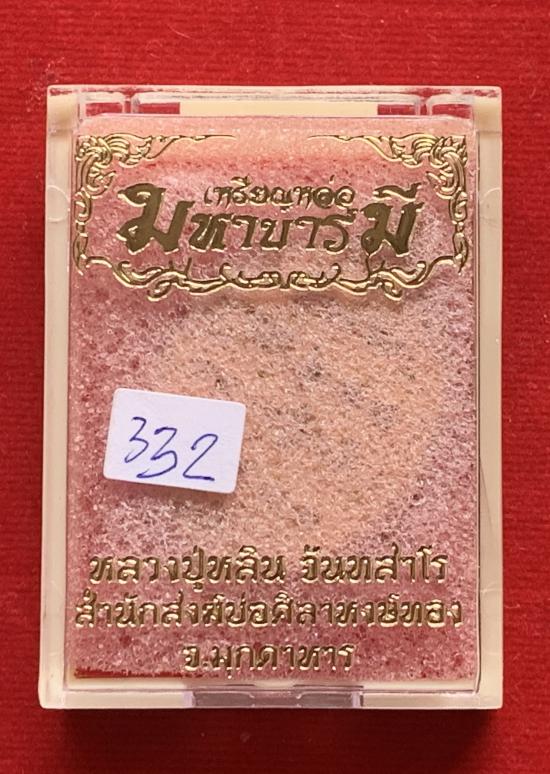 เหรียญหล่อ
มหาบารมี
332
หลวงปู่หลิน จันทสาโร
สำนักสงฆ์บ่อศิลาหงษ์ทอง
จ.มุกดาหาร